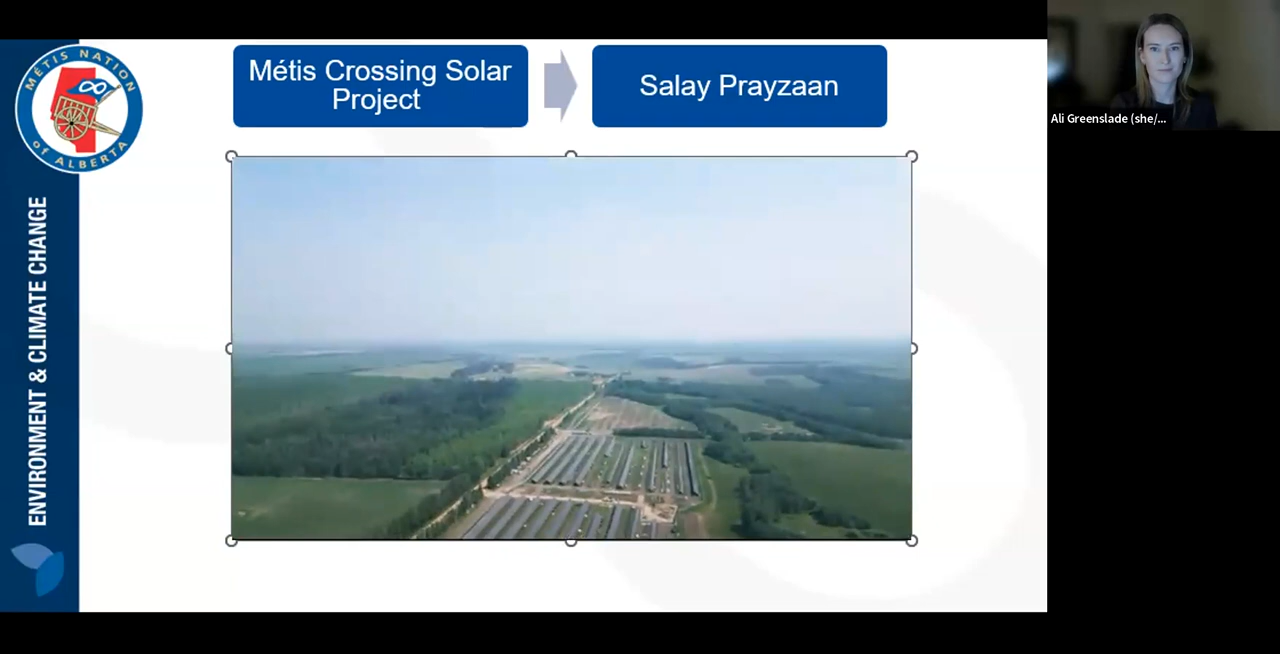 MÉTIS NATION
of ALBERTA
ENVIRONMENT & CLIMATE CHANGE
Métis Crossing Solar
Project
Salay Prayzaan
Ali Greenslade (she/...